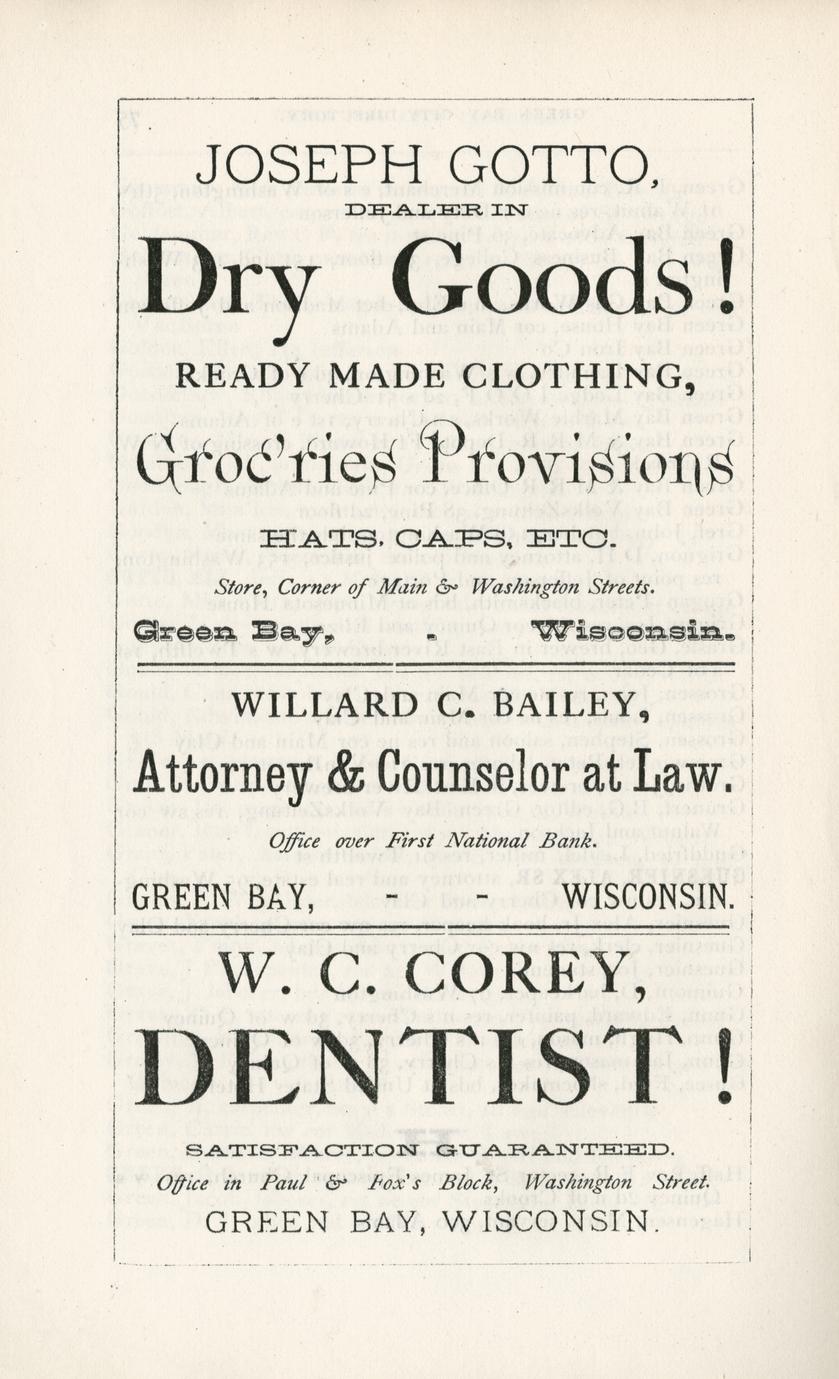 JOSEPH GOTTO,
DEALER IN
Dry Goods!
READY MADE CLOTHING,
Groc'ries Provisions
HATS, CAPS, ETC.
Store, Corner of Main & Washington Streets.
Green Bay, . Wisconsin.
WILLARD C. BAILEY,
Attorney & Counselor at Law.
Office over First National Bank.
GREEN BAY, - - WISCONSIN.
W. C. COREY,
DENTIST!
SATISFACTION GUARANTEED.
Office in Paul & Fox's Block, Washington Street.
GREEN BAY, WISCONSIN.